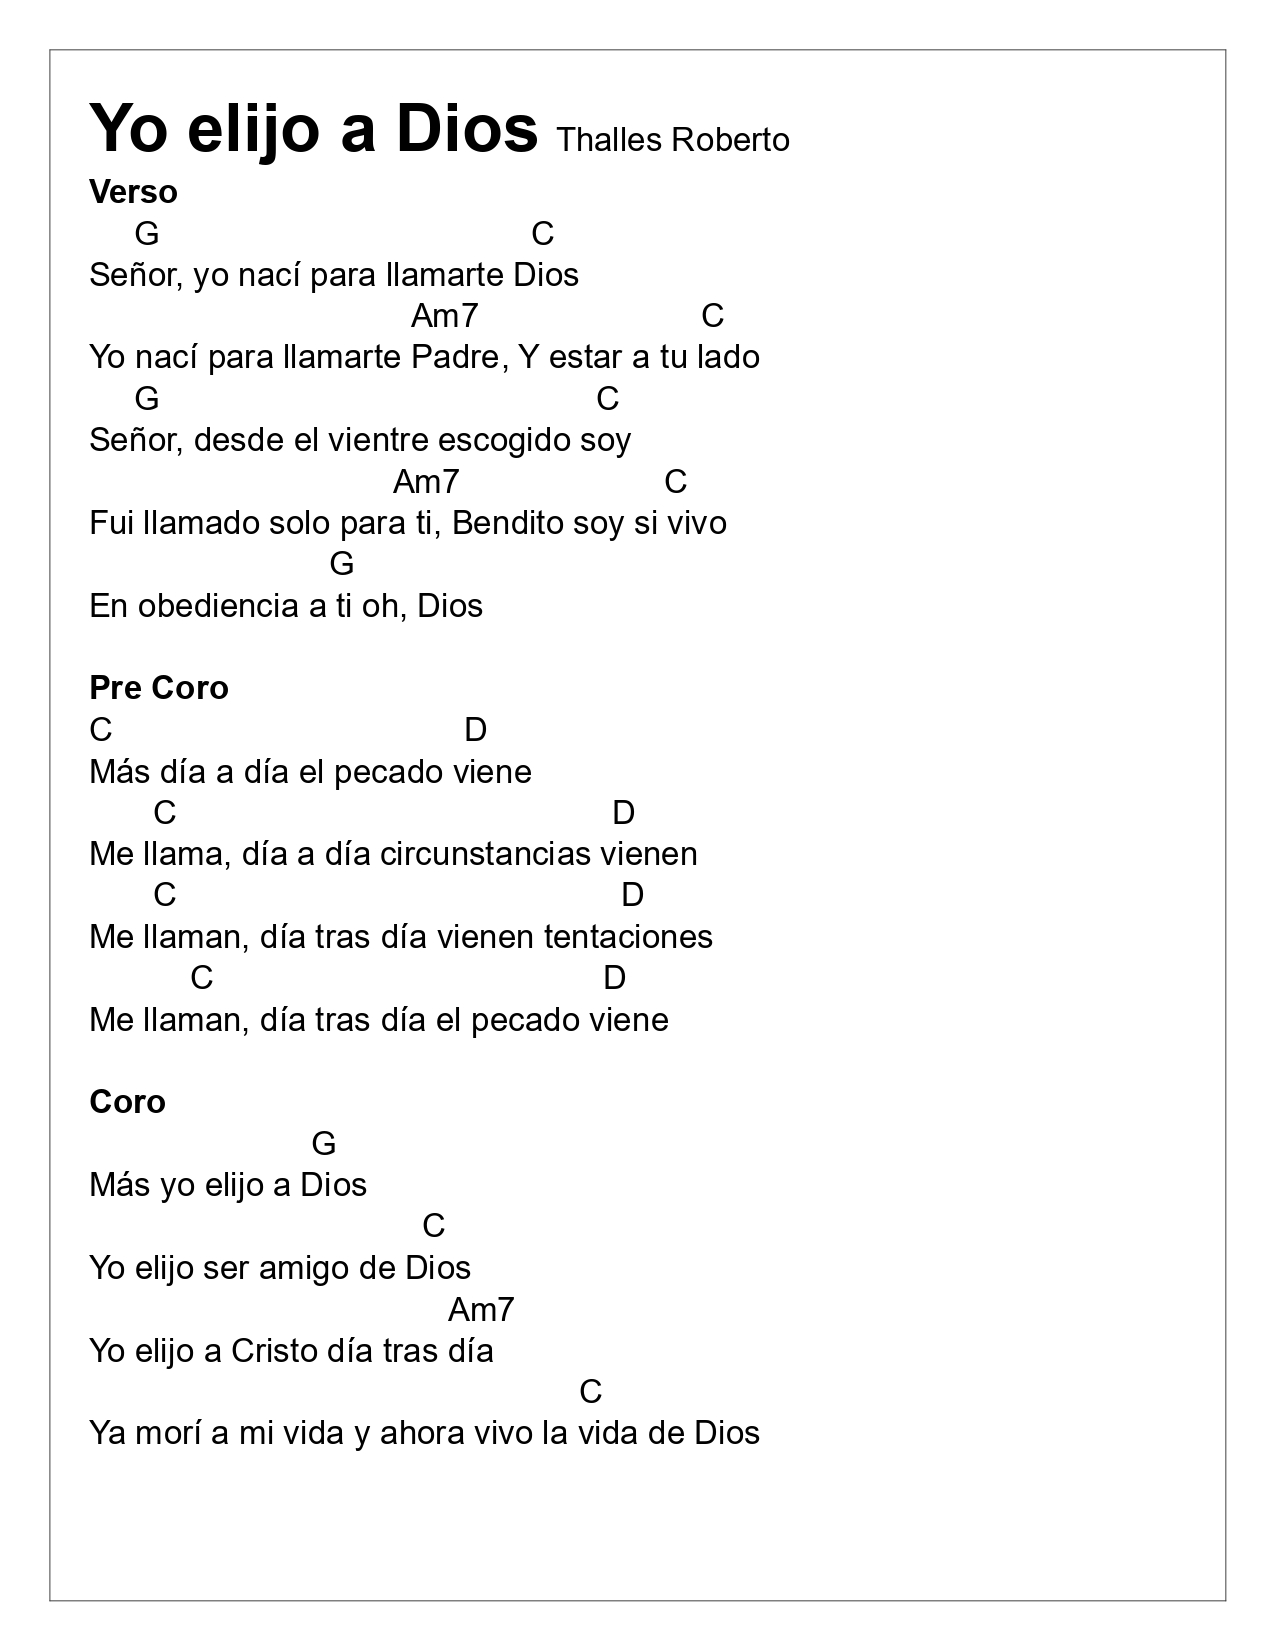 Yo elijo a Dios Thalles Roberto
Verso
G C
Señor, yo nací para llamarte Dios
Am7 C
Yo nací para llamarte Padre, Y estar a tu lado
G C
Señor, desde el vientre escogido soy
Am7 C
Fui llamado solo para ti, Bendito soy si vivo
G
En obediencia a ti oh, Dios
Pre Coro
C D
Más día a día el pecado viene
C D
Me llama, día a día circunstancias vienen
C D
Me llaman, día tras día vienen tentaciones
C D
Me llaman, día tras día el pecado viene
Coro
G
Más yo elijo a Dios
C
Yo elijo ser amigo de Dios
Am7
Yo elijo a Cristo día tras día
C
Ya morí a mi vida y ahora vivo la vida de Dios